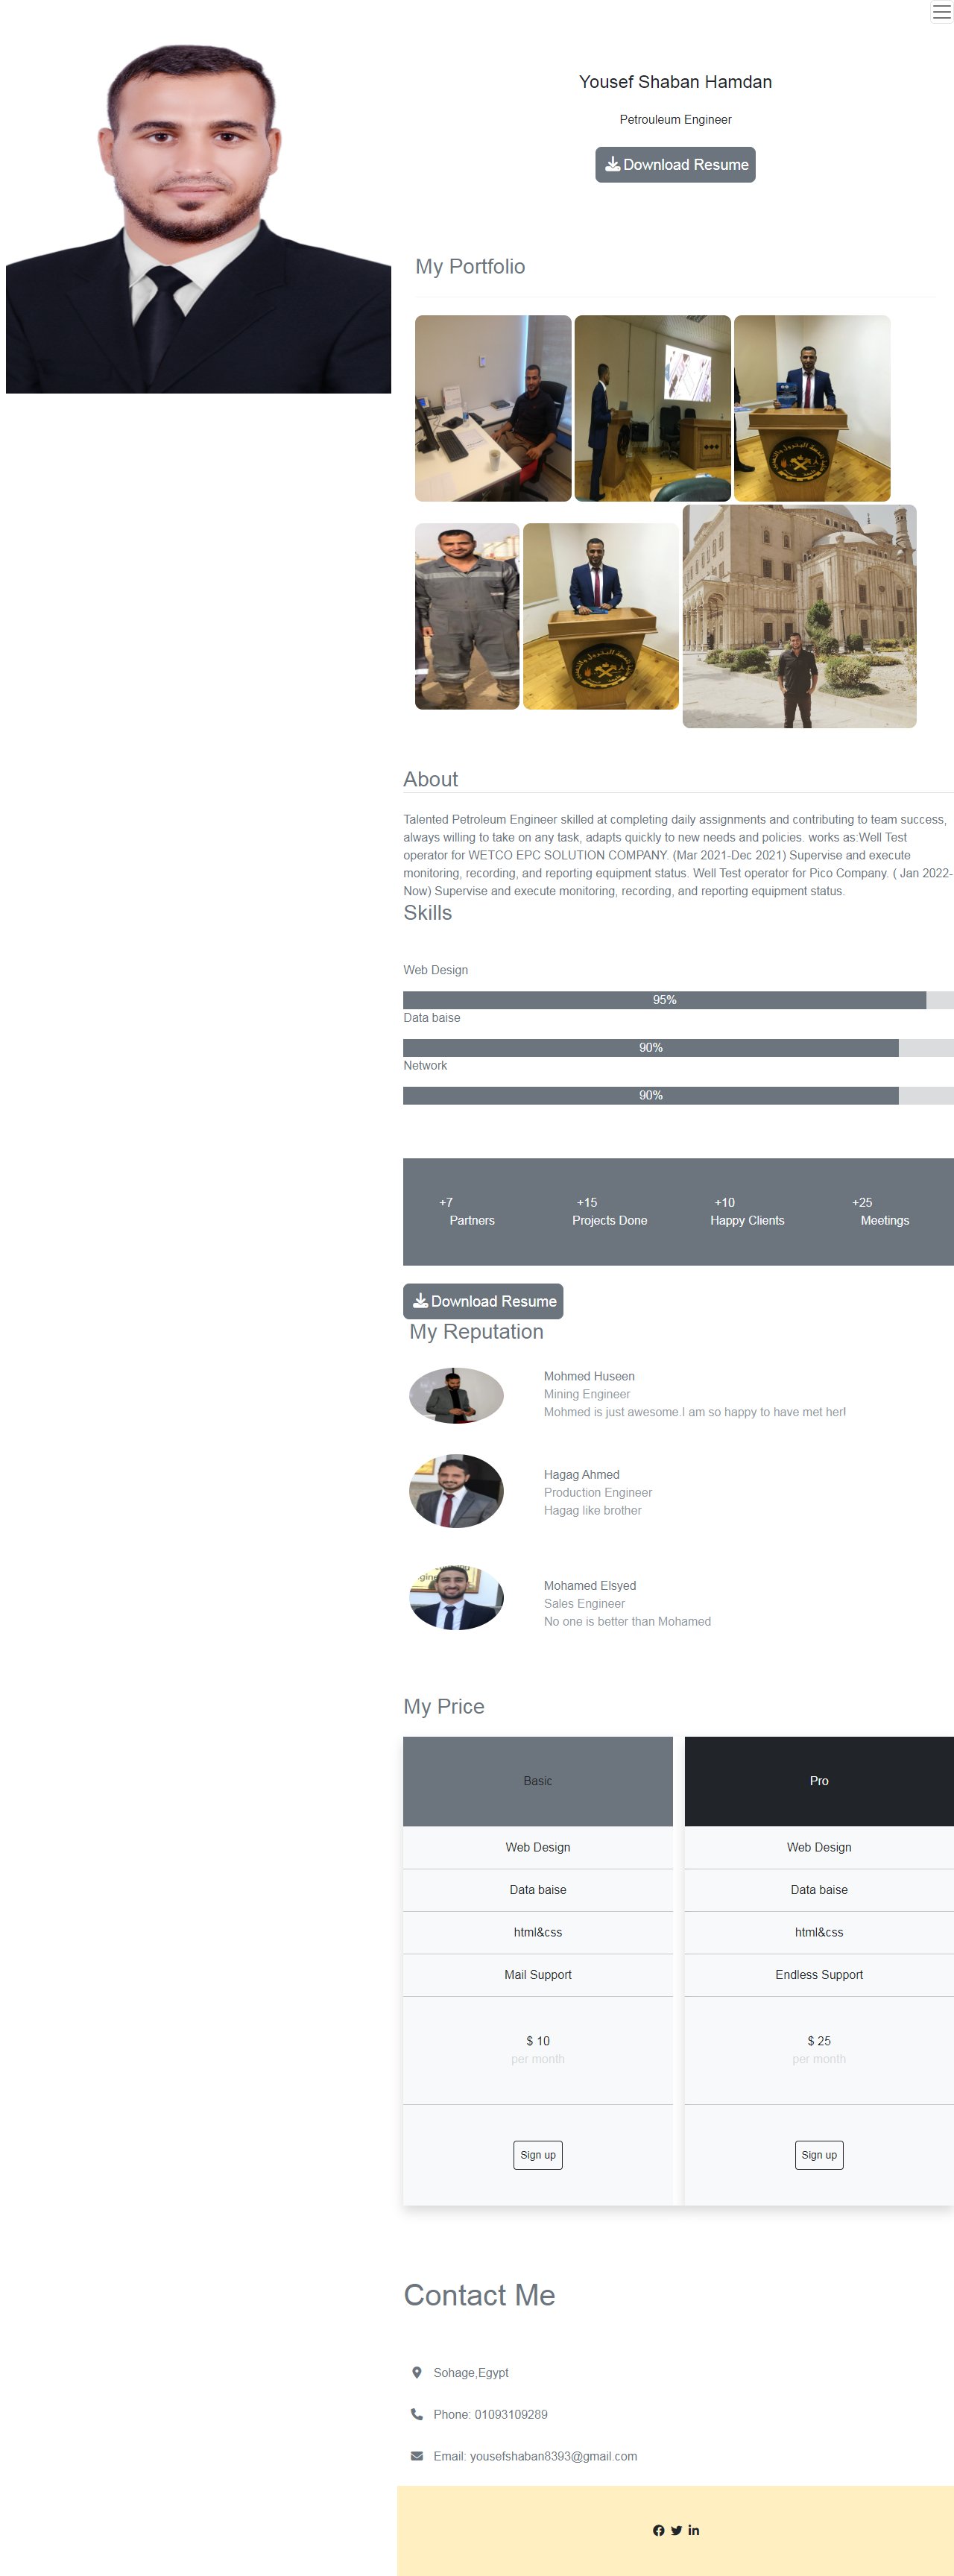 Yousef Shaban Hamdan
Petrouleum Engineer
Download Resume
My Portfolio
About
Talented Petroleum Engineer skilled at completing daily assignments and contributing to team success,
always willing to take on any task, adapts quickly to new needs and policies. works as:Well Test
operator for WETCO EPC SOLUTION COMPANY. (Mar 2021-Dec 2021) Supervise and execute
monitoring, recording, and reporting equipment status. Well Test operator for Pico Company. ( Jan 2022-
Now) Supervise and execute monitoring, recording, and reporting equipment status.
Skills
Web Design
95%
Data baise
90%
Network
90%
+7 +15 +10 +25
Partners Projects Done Happy Clients Meetings
Download Resume
My Reputation
Mohmed Huseen
Mining Engineer
Mohmed is just awesome.I am so happy to have met her!
Hagag Ahmed
Production Engineer
Hagag like brother
Mohamed Elsyed
Sales Engineer
No one is better than Mohamed
My Price
Basic
Web Design
Data baise
html&css
Mail Support
$ 10
per month
Sign up
Pro
Web Design
Data baise
html&css
Endless Support
$ 25
per month
Sign up
Contact Me
Sohage,Egypt
Phone: 01093109289
Email: yousefshaban8393@gmail.com